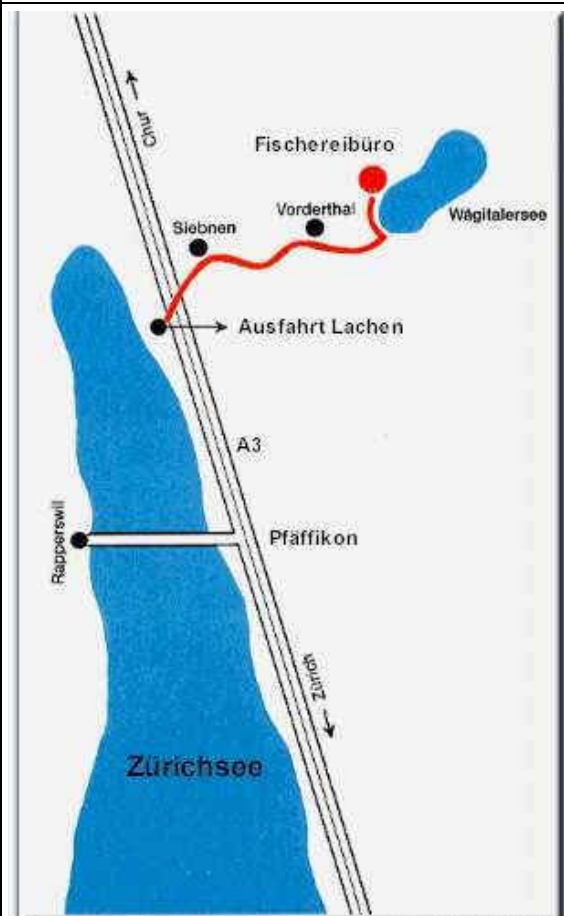 Chur
Fischereibüro
Vorderthal
Wägitalersee
Siebnen
Ausfahrt Lachen
A3
Rapperswil
Pfäffikon
Zürich
Zürichsee